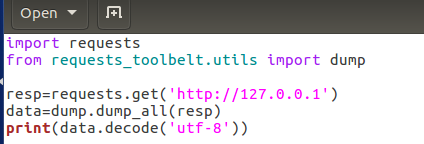 Open
import requests
from requests_toolbelt.utils import dump
resp=requests.get('http://127.0.0.1')
data=dump.dump_all(resp)
print(data.decode('utf-8'))